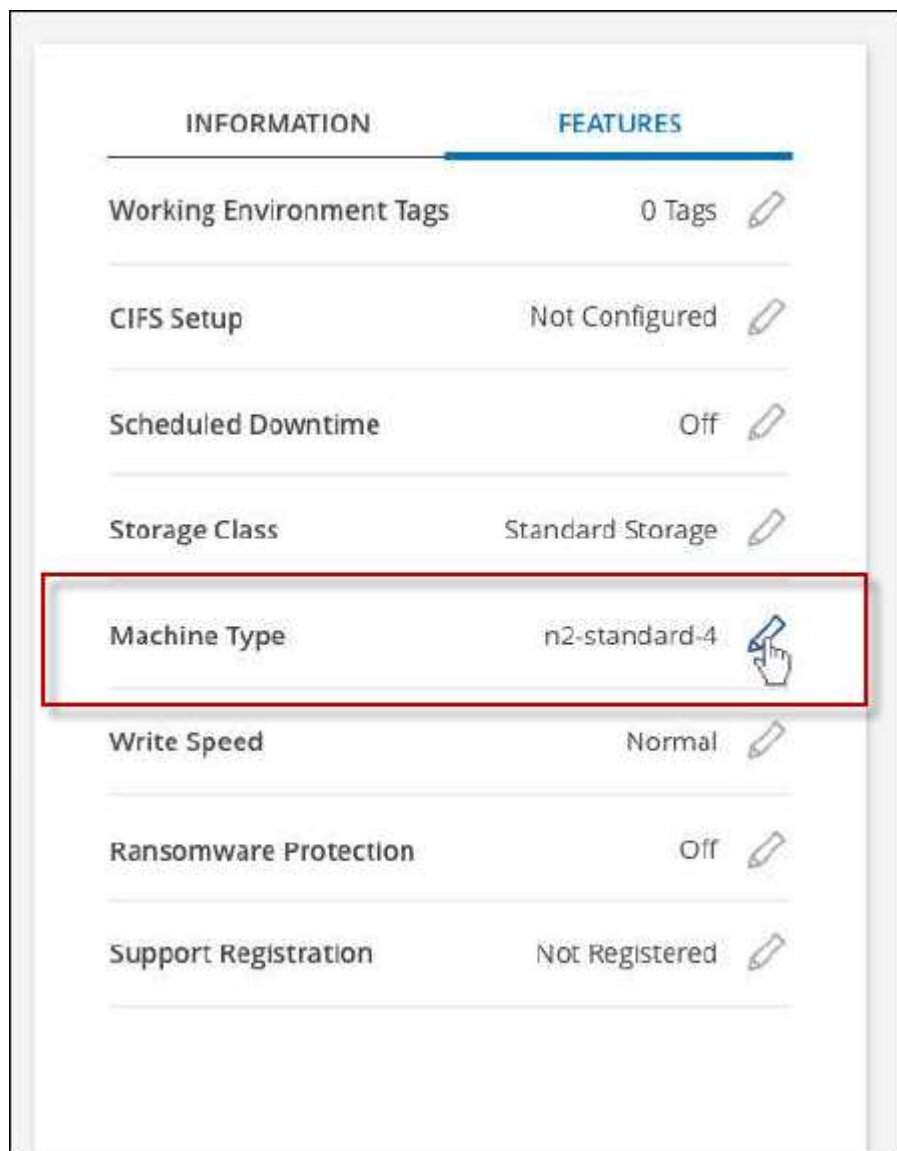 INFORMATION FEATURES
Working Environment Tags 0 Tags
CIFS Setup Not Configured
Scheduled Downtime Off
Storage Class Standard Storage
Machine Type n2-standard-4
Write Speed Normal
Ransomware Protection Off
Support Registration Not Registered